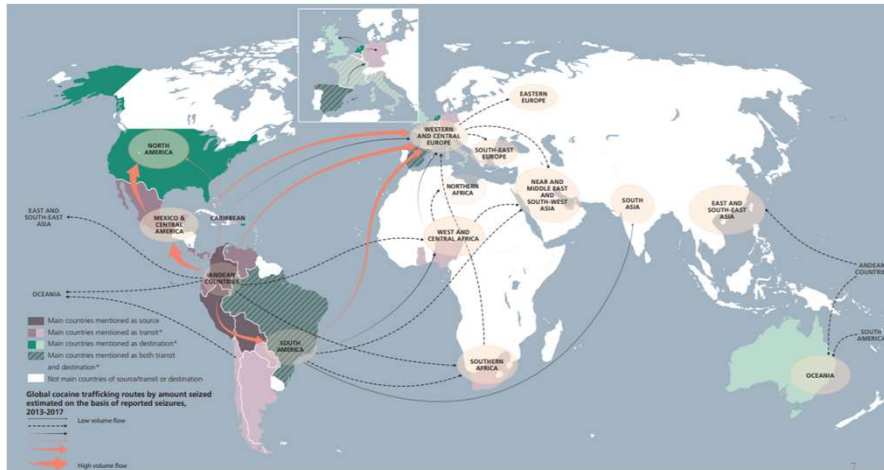 EASTERN
EUROPE
WESTERN
AND CENTRAL
EUROPE
SOUTH-EAST
EUROPE
NORTH
AMERICA
NORTHERN
AFRICA
NEAR AND
MIDDLE EAST
AND
SOUTH-WEST
ASIA
SOUTH
ASIA
EAST AND
SOUTH-EAST ASIA
EAST AND
SOUTH-EAST
ASIA
MEXICO &
CENTRAL
AMERICA
CARIBBEAN
WEST AND
CENTRAL AFRICA
ANDEAN
COUNTRIES
ANDEAN
COUNTRIES
OCEANIA
SOUTH
AMERICA
SOUTH
AMERICA
SOUTHERN
AFRICA
OCEANIA
Main countries mentioned as source
Main countries mentioned as transit*
Main countries mentioned as destination*
Main countries mentioned as both transit
and destination*
Not main countries of source/transit or destination
Global cocaine trafficking routes by amount seized
estimated on the basis of reported seizures,
2013-2017
Low volume flow
High volume flow
7